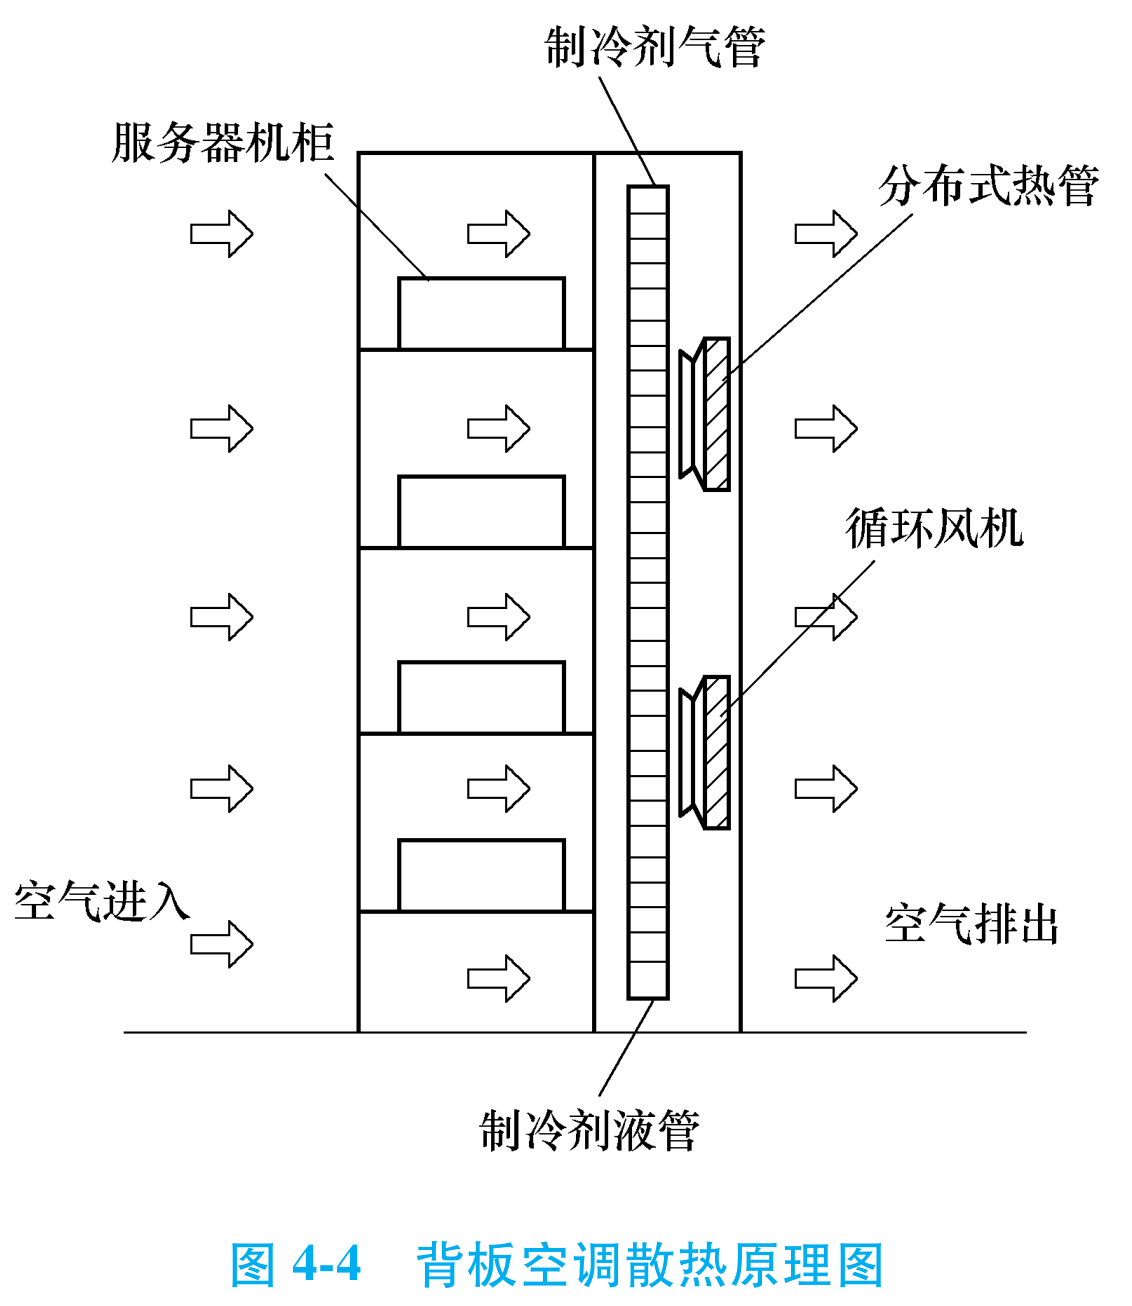 制冷剂气管
服务器机柜
分布式热管
循环风机
空气进入
空气排出
制冷剂液管
图 4-4 背板空调散热原理图